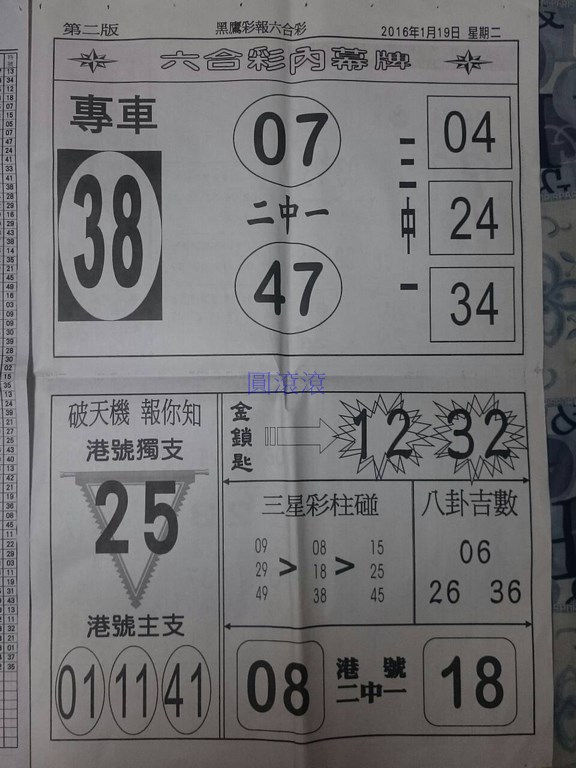 第二版
黑鷹彩報六合彩
2016年1月19日 星期二
六合彩內幕牌
專車
38
07
二中一
47
三中一
04
24
34
圓滾滾
破天機 報你知
港號獨支
25
港號主支
01 11 41
金鎖匙
12 32
三星彩柱碰
09 08 15
29 > 18 > 25
49 38 45
八卦吉數
06
26 36
08
港號
二中一
18